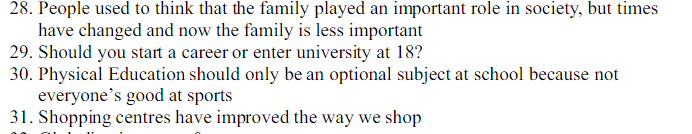 28. People used to think that the family played an important role in society, but times
have changed and now the family is less important
29. Should you start a career or enter university at 18?
30. Physical Education should only be an optional subject at school because not
everyone's good at sports
31. Shopping centres have improved the way we shop